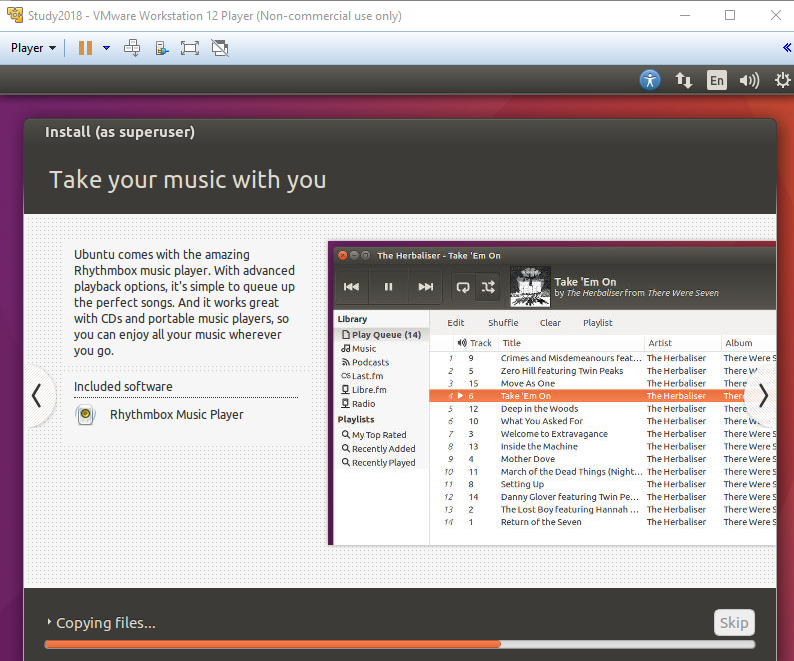 Study2018 - VMware Workstation 12 Player (Non-commercial use only)
Player
En
Install (as superuser)
Take your music with you
Ubuntu comes with the amazing
Rhythmbox music player. With advanced
playback options, it's simple to queue up
the perfect songs. And it works great
with CDs and portable music players, so
you can enjoy all your music wherever
you go.
Included software
Rhythmbox Music Player
The Herbaliser - Take 'Em On
Take 'Em On
by The Herbaliser from There Were Seven
Library
Play Queue (14)
Music
Podcasts
Last.fm
Libre.fm
Radio
Playlists
My Top Rated
Recently Added
Recently Played
Edit Shuffle Clear Playlist
Track Title Artist Album
1 9 Crimes and Misdemeanours feat... The Herbaliser There Were S
2 5 Zero Hill featuring Twin Peaks The Herbaliser There Were S
3 15 Move As One The Herbaliser There Were S
4 6 Take 'Em On The Herbaliser There We
5 12 Deep in the Woods The Herbaliser There We
6 10 What You Asked For The Herbaliser There We
7 3 Welcome to Extravagance The Herbaliser There We
8 13 Inside the Machine The Herbaliser There Were S
9 4 Mother Dove The Herbaliser There Were S
10 11 March of the Dead Things (Night... The Herbaliser There Were S
11 8 Setting Up The Herbaliser There Were S
12 14 Danny Glover featuring Twin Pe... The Herbaliser There Were S
13 2 The Lost Boy featuring Hannah ... The Herbaliser There Were S
14 1 Return of the Seven The Herbaliser There Were S
Copying files...
Skip